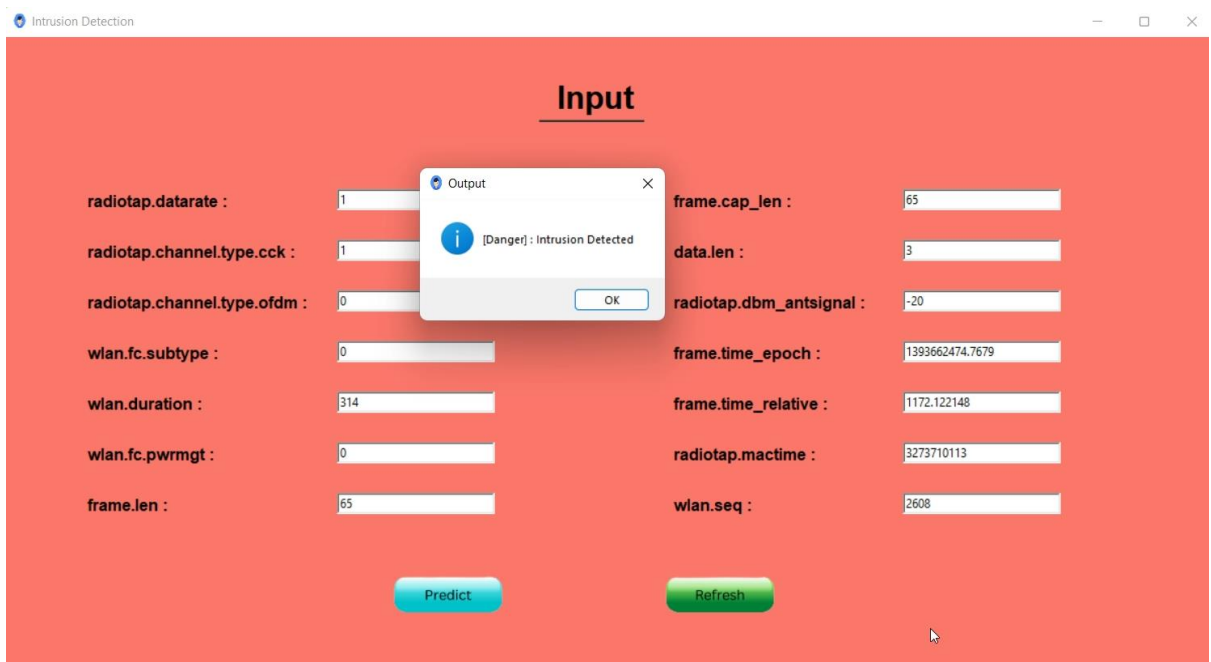 Intrusion Detection
Input
Output
[Danger] : Intrusion Detected
OK
radiotap.datarate : 1
radiotap.channel.type.cck : 1
radiotap.channel.type.ofdm : 0
wlan.fc.subtype : 0
wlan.duration : 314
wlan.fc.pwrmgt : 0
frame.len : 65
frame.cap_len : 65
data.len : 3
radiotap.dbm_antsignal : -20
frame.time_epoch : 1393662474.7679
frame.time_relative : 1172.122148
radiotap.mactime : 3273710113
wlan.seq : 2608
Predict
Refresh